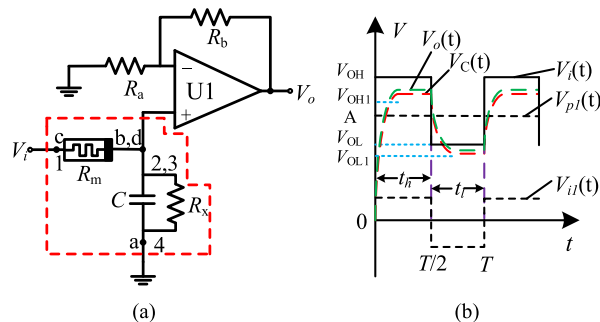 R_b
R_a
−
U1
+
V_o
V_i
c
1
b,d
R_m
2,3
C
R_x
a
4
(a)
V
V_o(t)
V_C(t)
V_OH
V_i(t)
V_OH1
A
V_p1(t)
V_OL
V_OL1
t_h
t_l
V_i1(t)
0
t
T/2
T
(b)